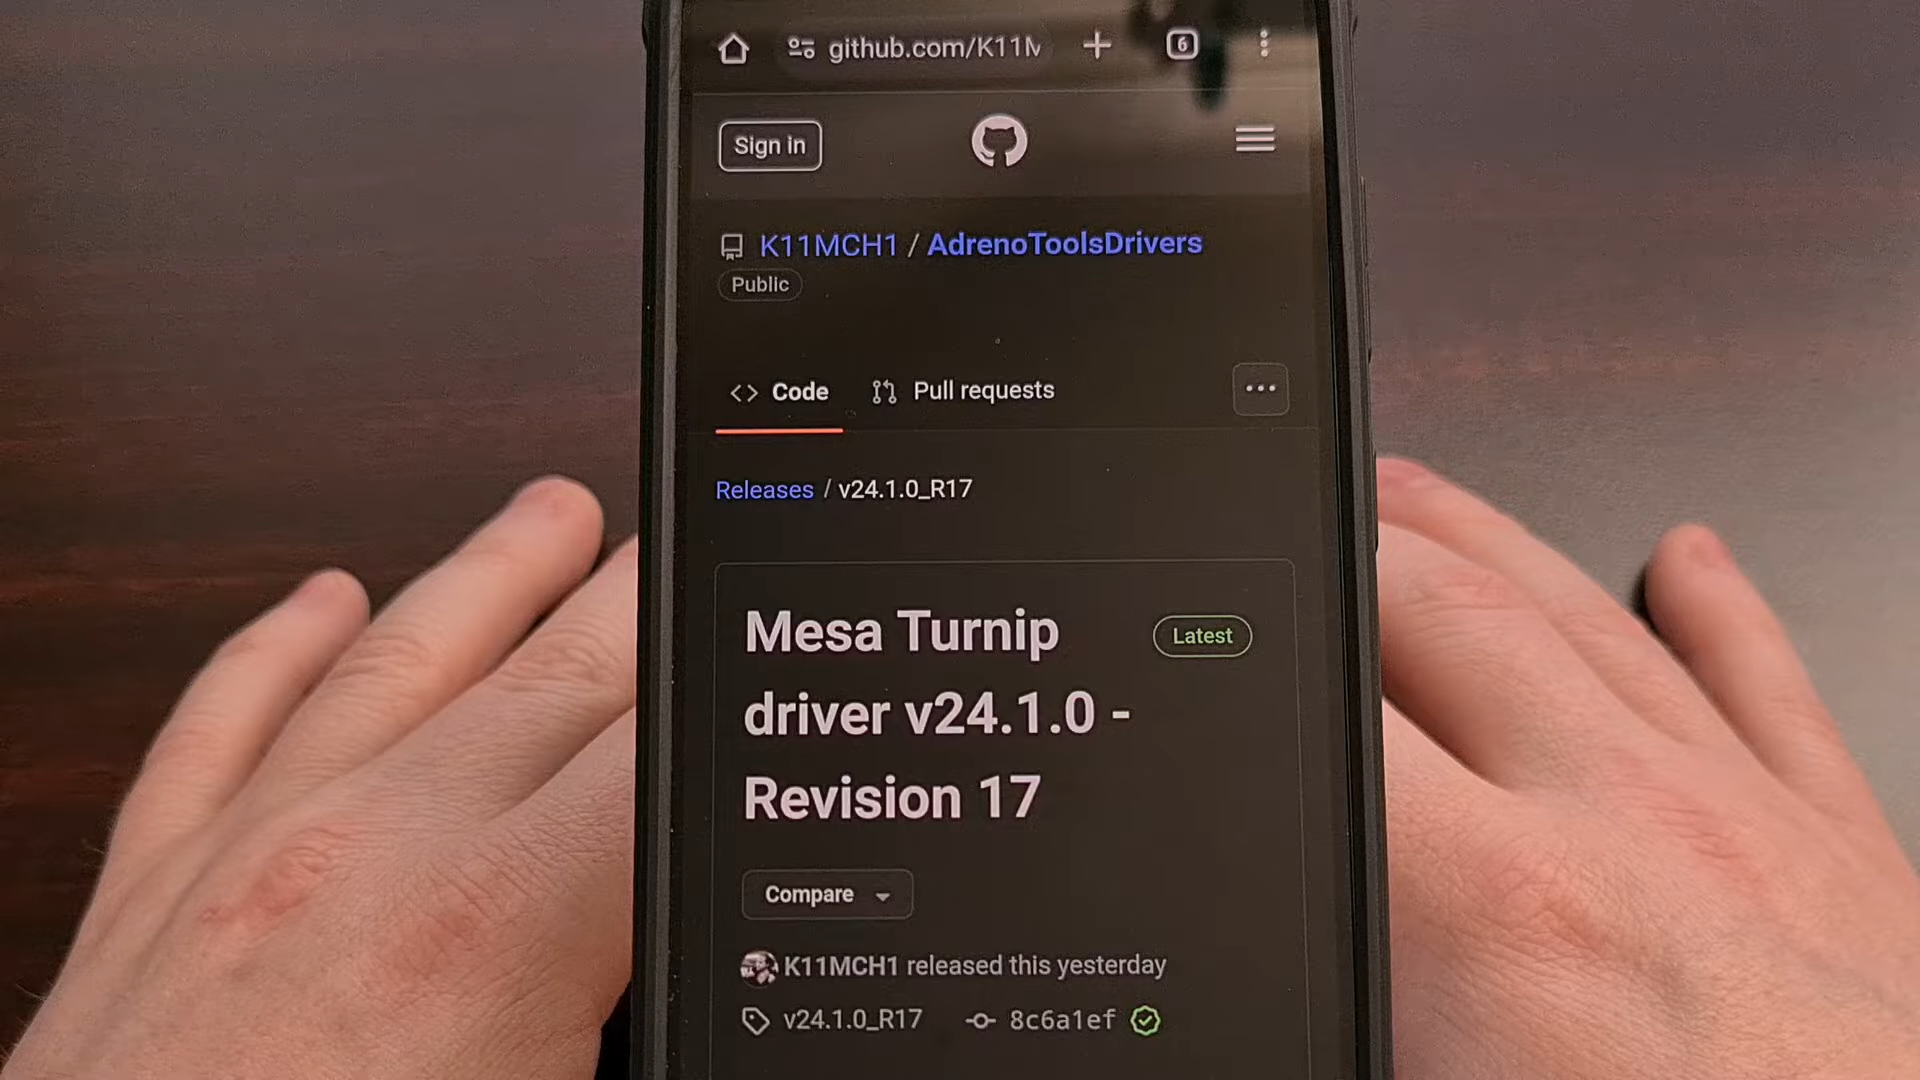 github.com/K11M
6
Sign in
K11MCH1 / AdrenoToolsDrivers
Public
<> Code
Pull requests
Releases / v24.1.0_R17
Mesa Turnip
Latest
driver v24.1.0 -
Revision 17
Compare
K11MCH1 released this yesterday
v24.1.0_R17
8c6a1ef